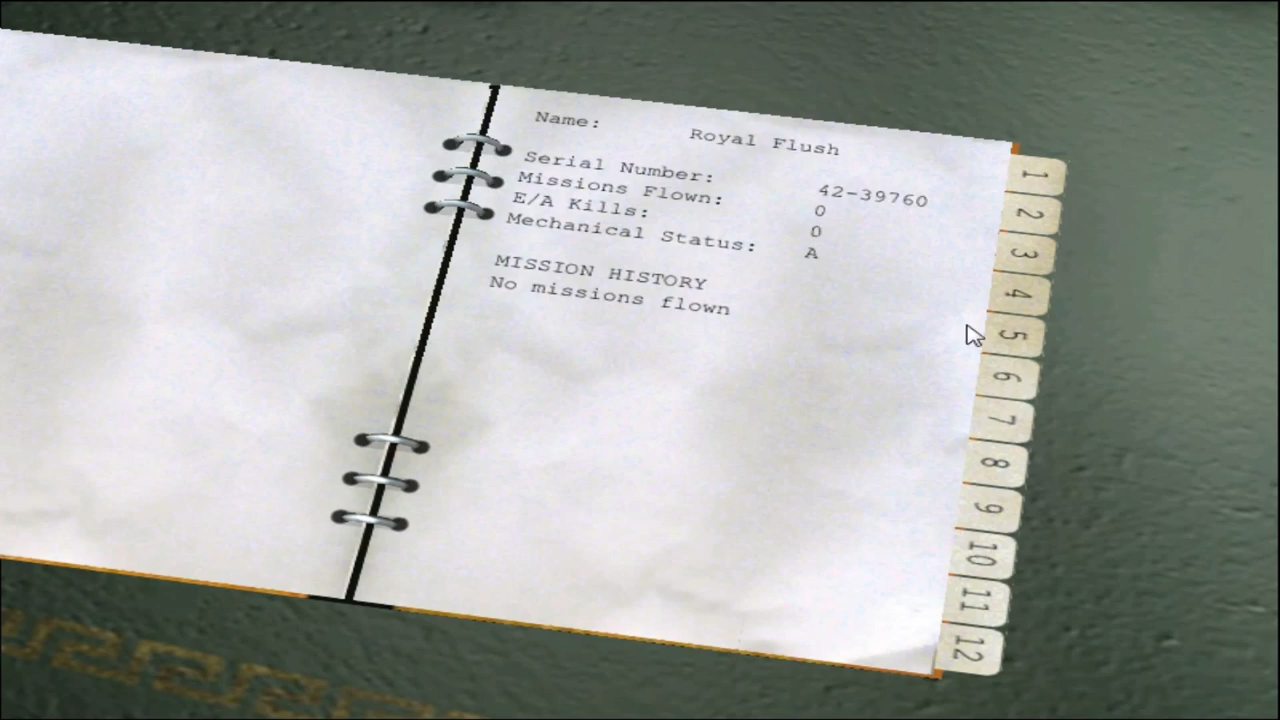 Name: Royal Flush
Serial Number: 42-39760
Missions Flown: 0
E/A Kills: 0
Mechanical Status: A
MISSION HISTORY
No missions flown
1
2
3
4
5
6
7
8
9
10
11
12